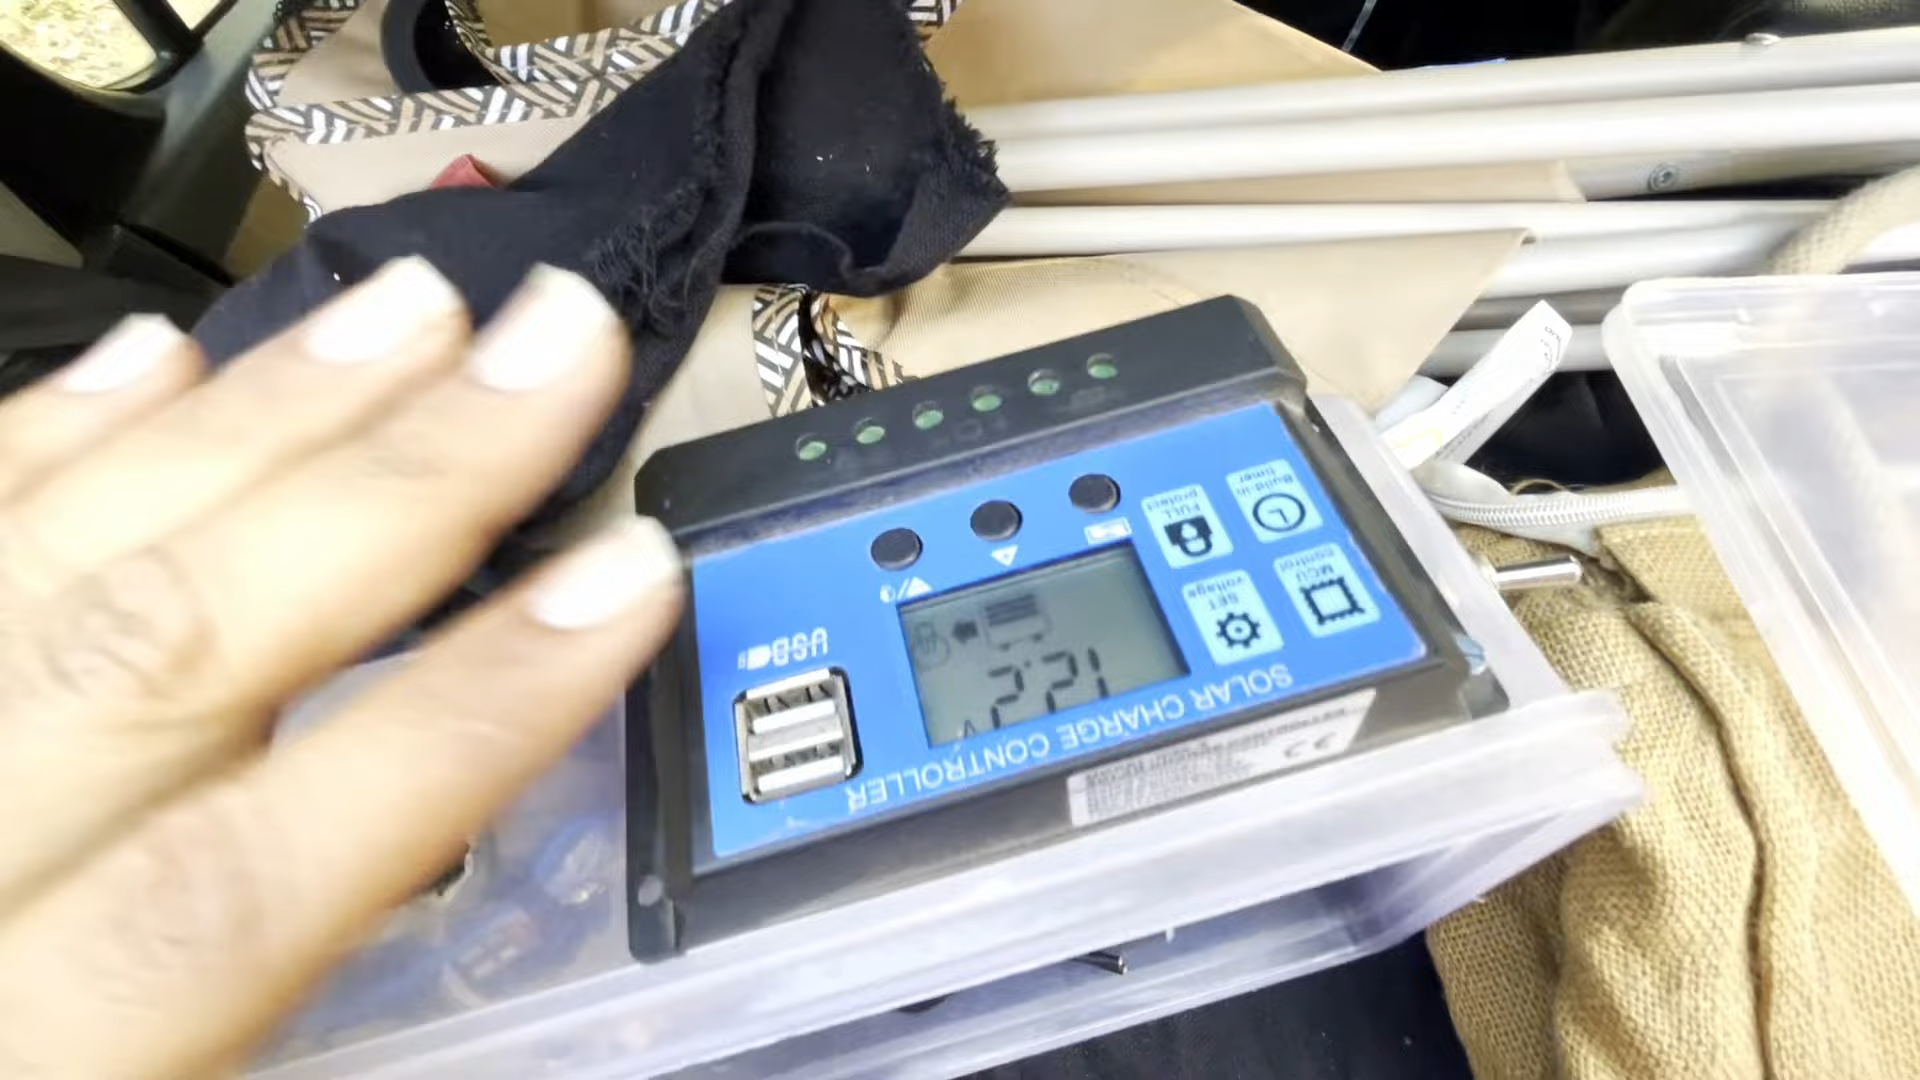 SOLAR CHARGE CONTROLLER
12.2 V
MCU
control
SET
voltage
Build-in
timer
FULL
protect
USB